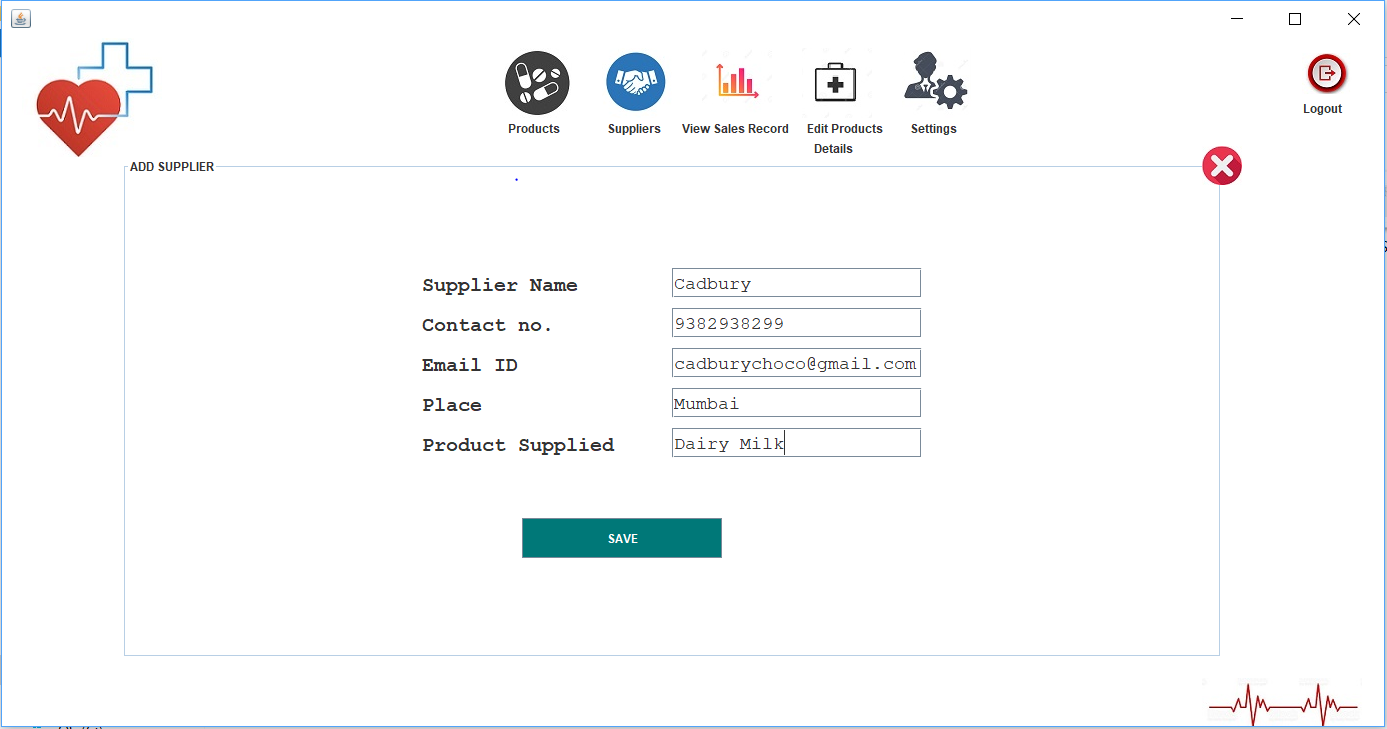 Products
Suppliers
View Sales Record
Edit Products
Details
Settings
Logout
ADD SUPPLIER
Supplier Name
Cadbury
Contact no.
9382938299
Email ID
cadburychoco@gmail.com
Place
Mumbai
Product Supplied
Dairy Milk
SAVE